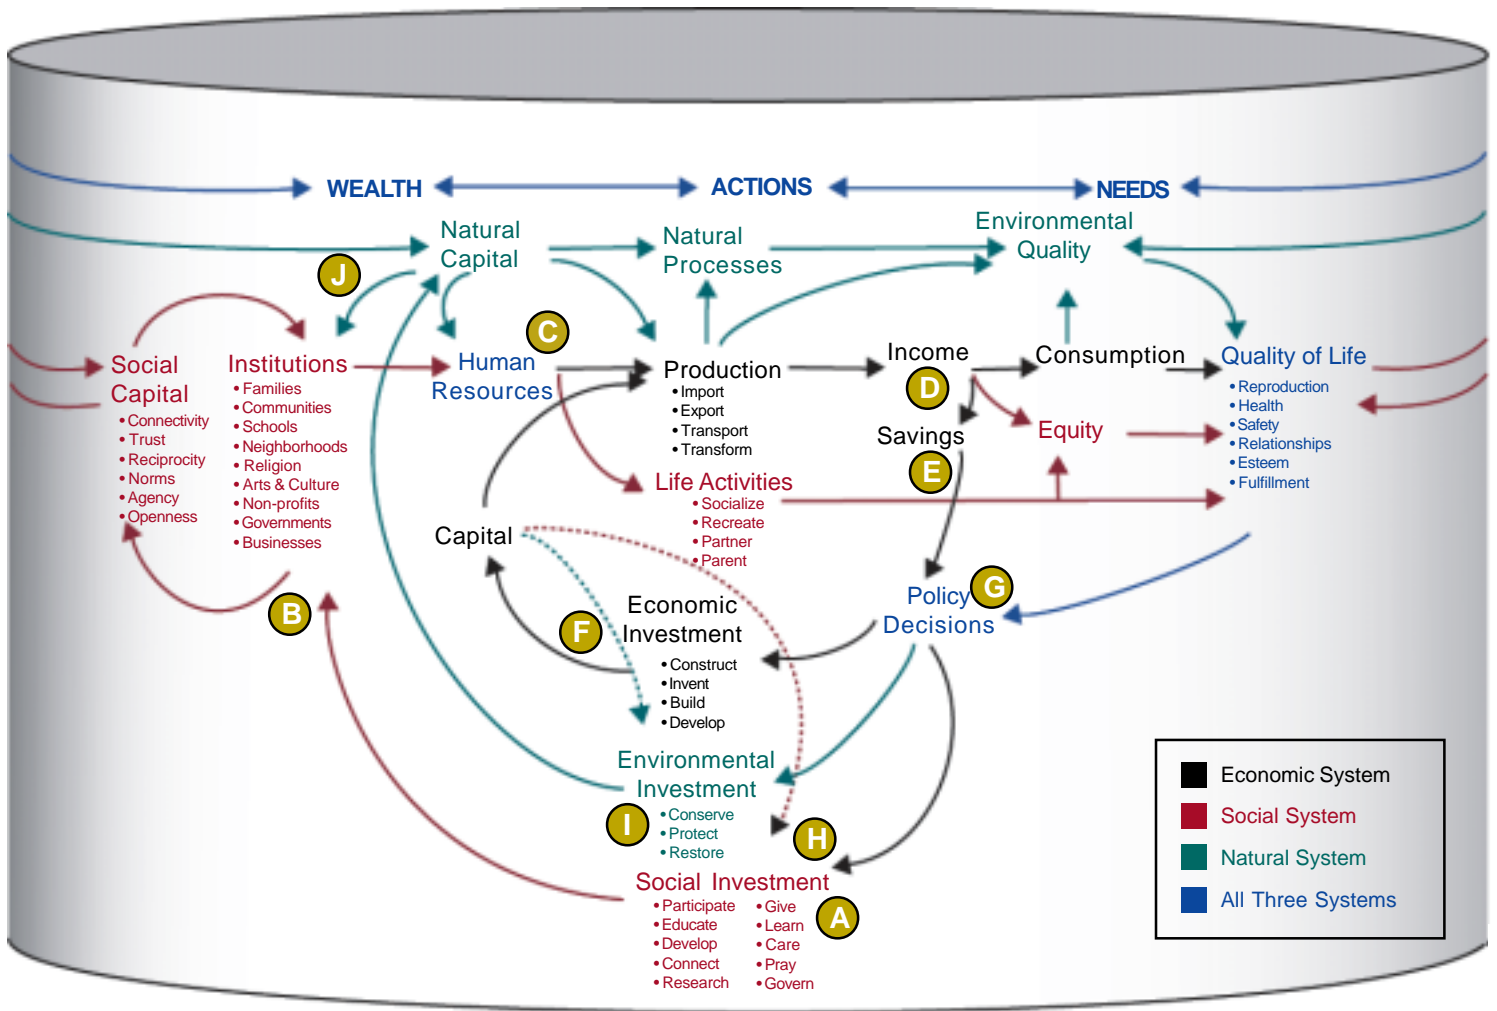 WEALTH
ACTIONS
NEEDS
Natural
Capital
Natural
Processes
Environmental
Quality
J
C
Social
Capital
• Connectivity
• Trust
• Reciprocity
• Norms
• Agency
• Openness
Institutions
• Families
• Communities
• Schools
• Neighborhoods
• Religion
• Arts & Culture
• Non-profits
• Governments
• Businesses
B
Human
Resources
Production
• Import
• Export
• Transport
• Transform
Income
D
Consumption
Quality of Life
• Reproduction
• Health
• Safety
• Relationships
• Esteem
• Fulfillment
Savings
E
Equity
Life Activities
• Socialize
• Recreate
• Partner
• Parent
Capital
Policy
Decisions
G
F
Economic
Investment
• Construct
• Invent
• Build
• Develop
Environmental
Investment
• Conserve
• Protect
• Restore
I
H
Social Investment
• Participate
• Educate
• Develop
• Connect
• Research
• Give
• Learn
• Care
• Pray
• Govern
A
Economic System
Social System
Natural System
All Three Systems